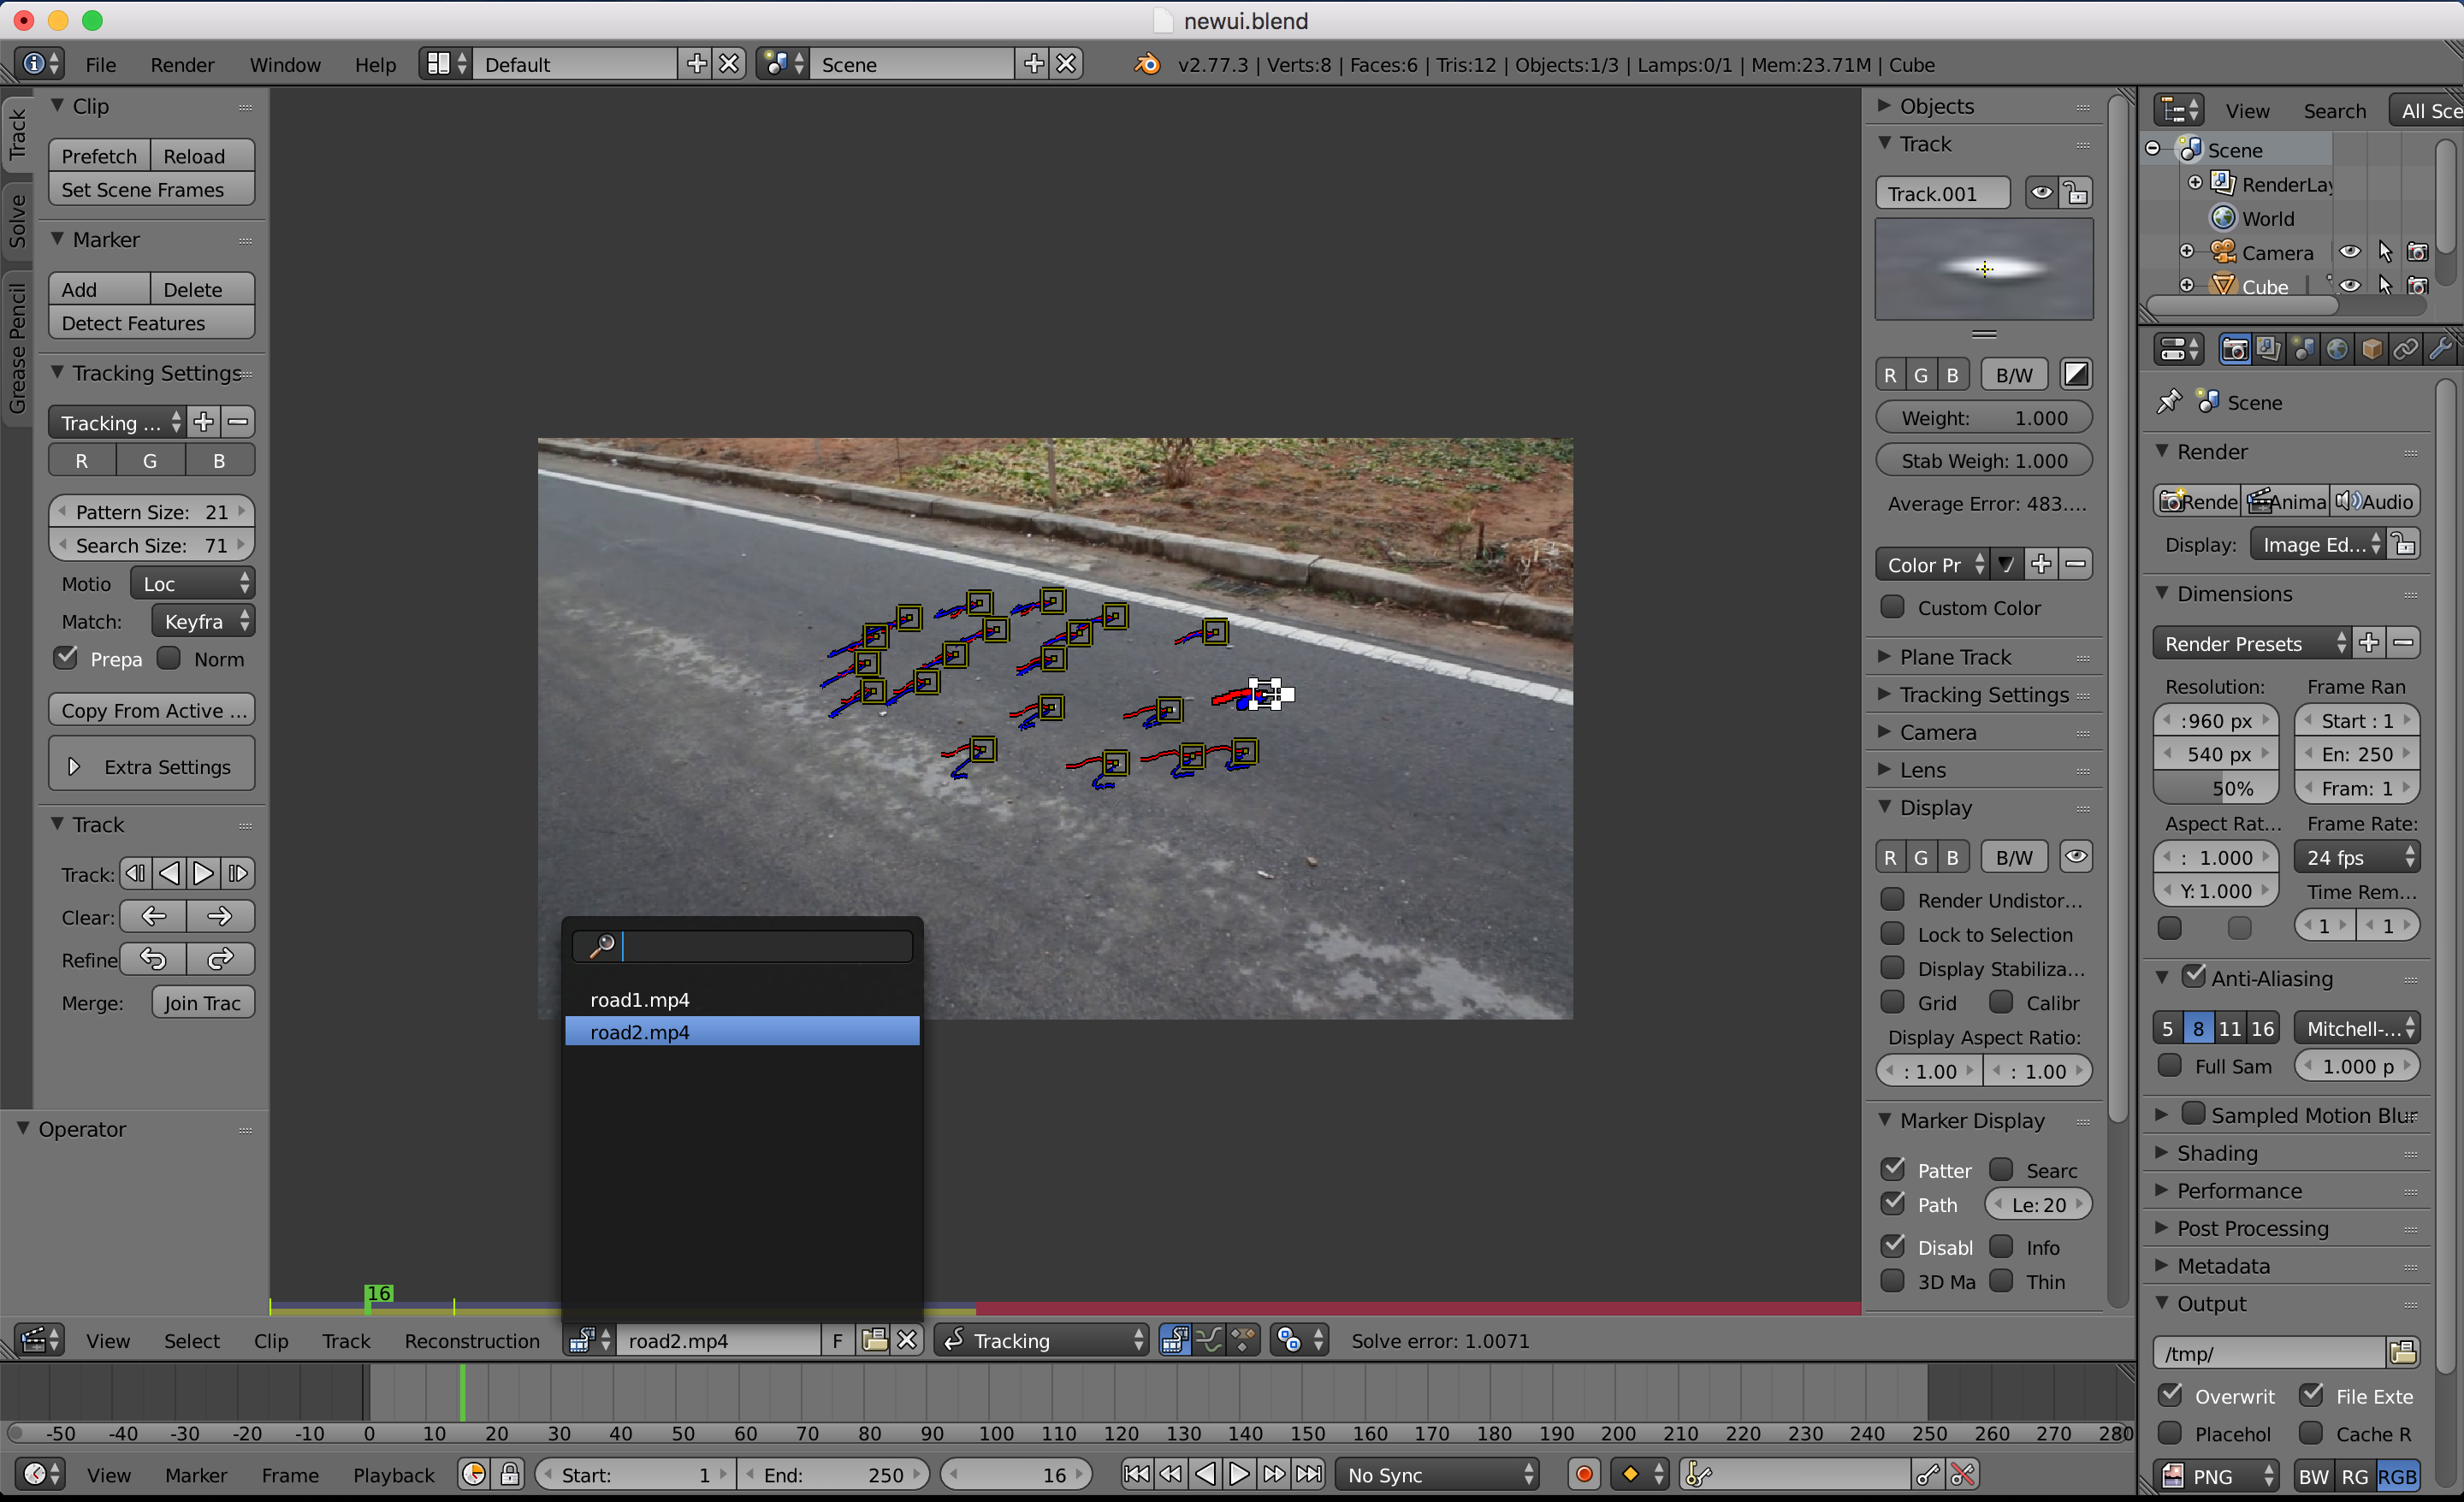 newui.blend
File Render Window Help Default Scene v2.77.3 | Verts:8 | Faces:6 | Tris:12 | Objects:1/3 | Lamps:0/1 | Mem:23.71M | Cube
Track
Solve
Grease Pencil
Clip
Prefetch Reload
Set Scene Frames
Marker
Add Delete
Detect Features
Tracking Settings
Tracking ...
R G B
Pattern Size: 21
Search Size: 71
Motio Loc
Match: Keyfra
Prepa Norm
Copy From Active ...
Extra Settings
Track
Track:
Clear:
Refine
Merge: Join Trac
Operator
road1.mp4
road2.mp4
16
View Select Clip Track Reconstruction road2.mp4 F Tracking Solve error: 1.0071
-50 -40 -30 -20 -10 0 10 20 30 40 50 60 70 80 90 100 110 120 130 140 150 160 170 180 190 200 210 220 230 240 250 260 270 280
View Marker Frame Playback Start: 1 End: 250 16 No Sync
Objects
Track
Track.001
R G B B/W
Weight: 1.000
Stab Weigh: 1.000
Average Error: 483....
Color Pr
Custom Color
Plane Track
Tracking Settings
Camera
Lens
Display
R G B B/W
Render Undistor...
Lock to Selection
Display Stabiliza...
Grid Calibr
Display Aspect Ratio:
: 1.00 : 1.00
Marker Display
Patter Searc
Path Le: 20
Disabl Info
3D Ma Thin
View Search All Sce
Scene
RenderLay
World
Camera
Cube
Scene
Render
Rende Anima Audio
Display: Image Ed...
Dimensions
Render Presets
Resolution: Frame Ran
:960 px Start : 1
540 px En: 250
50% Fram: 1
Aspect Rat... Frame Rate:
: 1.000 24 fps
Y: 1.000 Time Rem...
1 1
Anti-Aliasing
5 8 11 16 Mitchell-...
Full Sam 1.000 p
Sampled Motion Blur
Shading
Performance
Post Processing
Metadata
Output
/tmp/
Overwrit File Exte
Placehol Cache R
PNG BW RG RGB